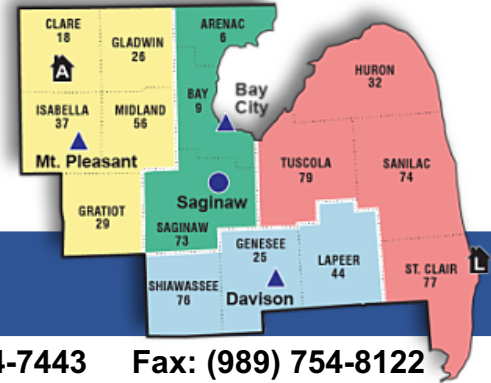 CLARE
18
GLADWIN
26
ARENAC
6
A
HURON
32
BAY
9
Bay
City
ISABELLA
37
MIDLAND
56
Mt. Pleasant
TUSCOLA
79
SANILAC
74
Saginaw
GRATIOT
29
SAGINAW
73
GENESEE
25
LAPEER
44
ST. CLAIR
77
L
SHIAWASSEE
76
Davison
4-7443 Fax: (989) 754-8122